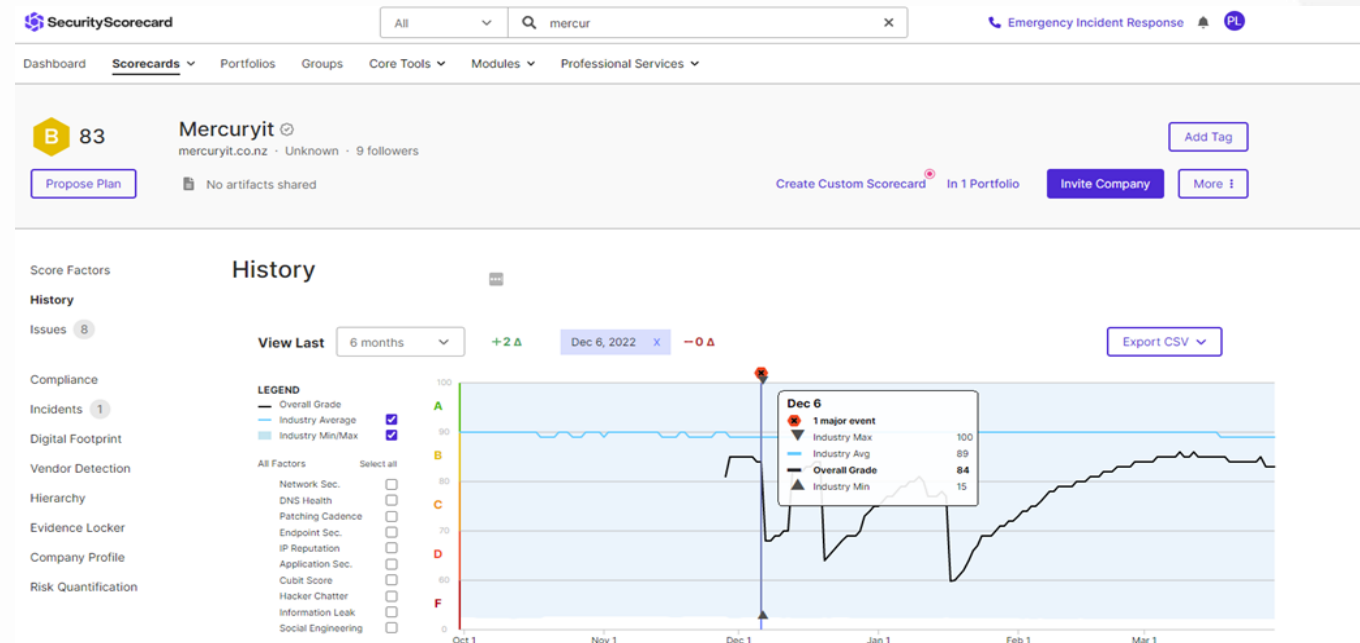 SecurityScorecard
All
mercur
Emergency Incident Response
PL
Dashboard Scorecards Portfolios Groups Core Tools Modules Professional Services
B 83
Mercuryit
mercuryit.co.nz · Unknown · 9 followers
Add Tag
Propose Plan
No artifacts shared
Create Custom Scorecard
In 1 Portfolio
Invite Company
More
Score Factors
History
Issues 8
Compliance
Incidents 1
Digital Footprint
Vendor Detection
Hierarchy
Evidence Locker
Company Profile
Risk Quantification
History
View Last 6 months +2 Δ Dec 6, 2022 X −0 Δ Export CSV
LEGEND
Overall Grade
Industry Average
Industry Min/Max
All Factors Select all
Network Sec.
DNS Health
Patching Cadence
Endpoint Sec.
IP Reputation
Application Sec.
Cubit Score
Hacker Chatter
Information Leak
Social Engineering
100
A
90
B
80
C
70
D
60
F
0
Dec 6
1 major event
Industry Max 100
Industry Avg 89
Overall Grade 84
Industry Min 15
Oct 1 Nov 1 Dec 1 Jan 1 Feb 1 Mar 1